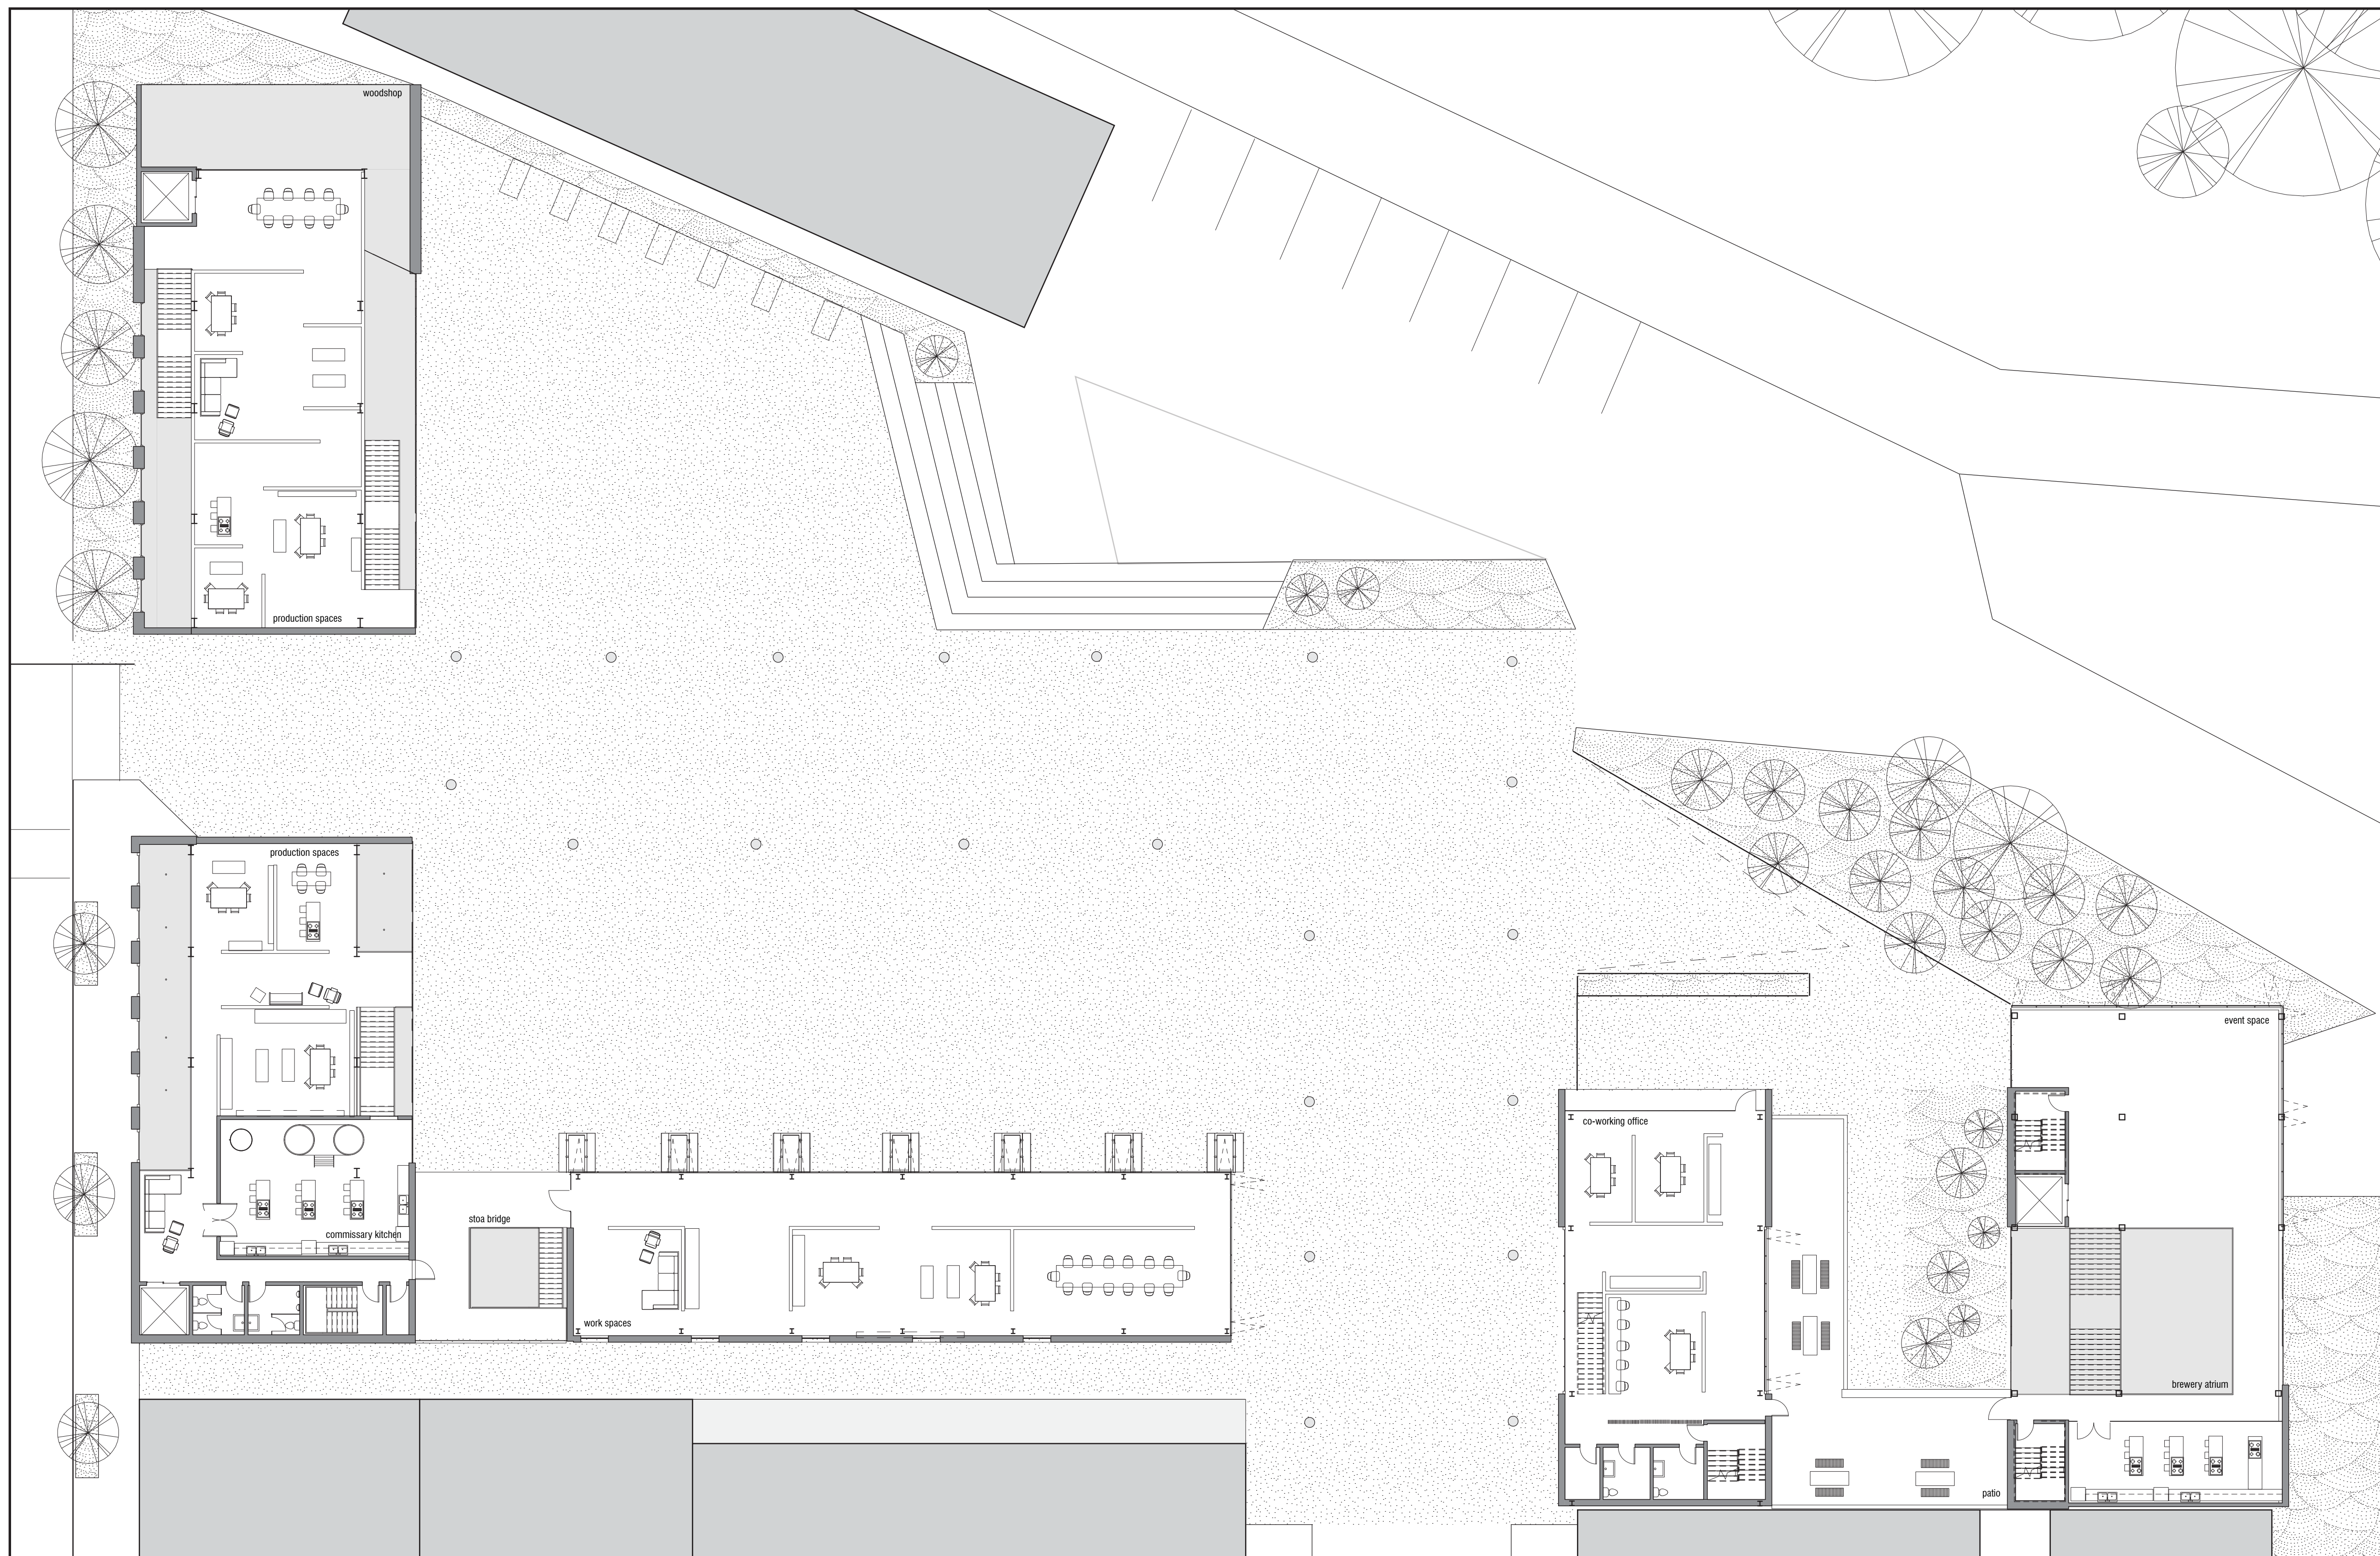 woodshop
production spaces
production spaces
commissary kitchen
stoa bridge
work spaces
co-working office
event space
brewery atrium
patio